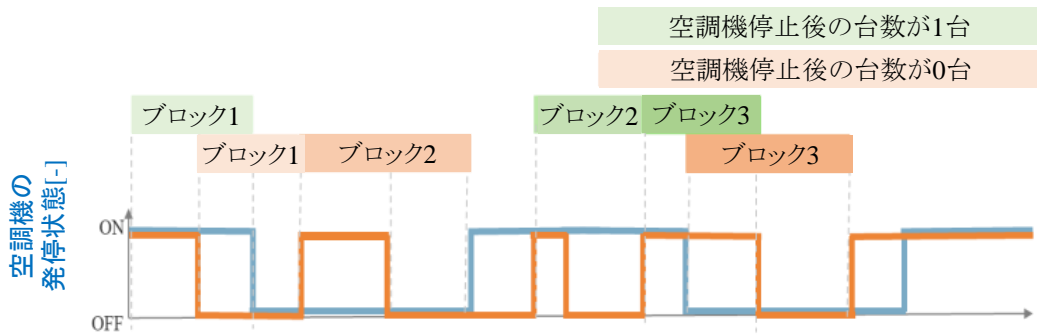 空調機停止後の台数が1台
空調機停止後の台数が0台
ブロック1
ブロック2
ブロック3
ブロック1
ブロック2
ブロック3
空調機の
発停状態[-]
ON
OFF